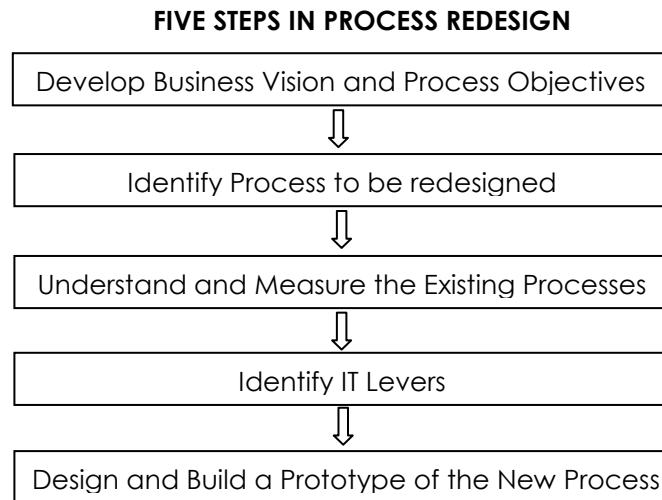 FIVE STEPS IN PROCESS REDESIGN
Develop Business Vision and Process Objectives
Identify Process to be redesigned
Understand and Measure the Existing Processes
Identify IT Levers
Design and Build a Prototype of the New Process